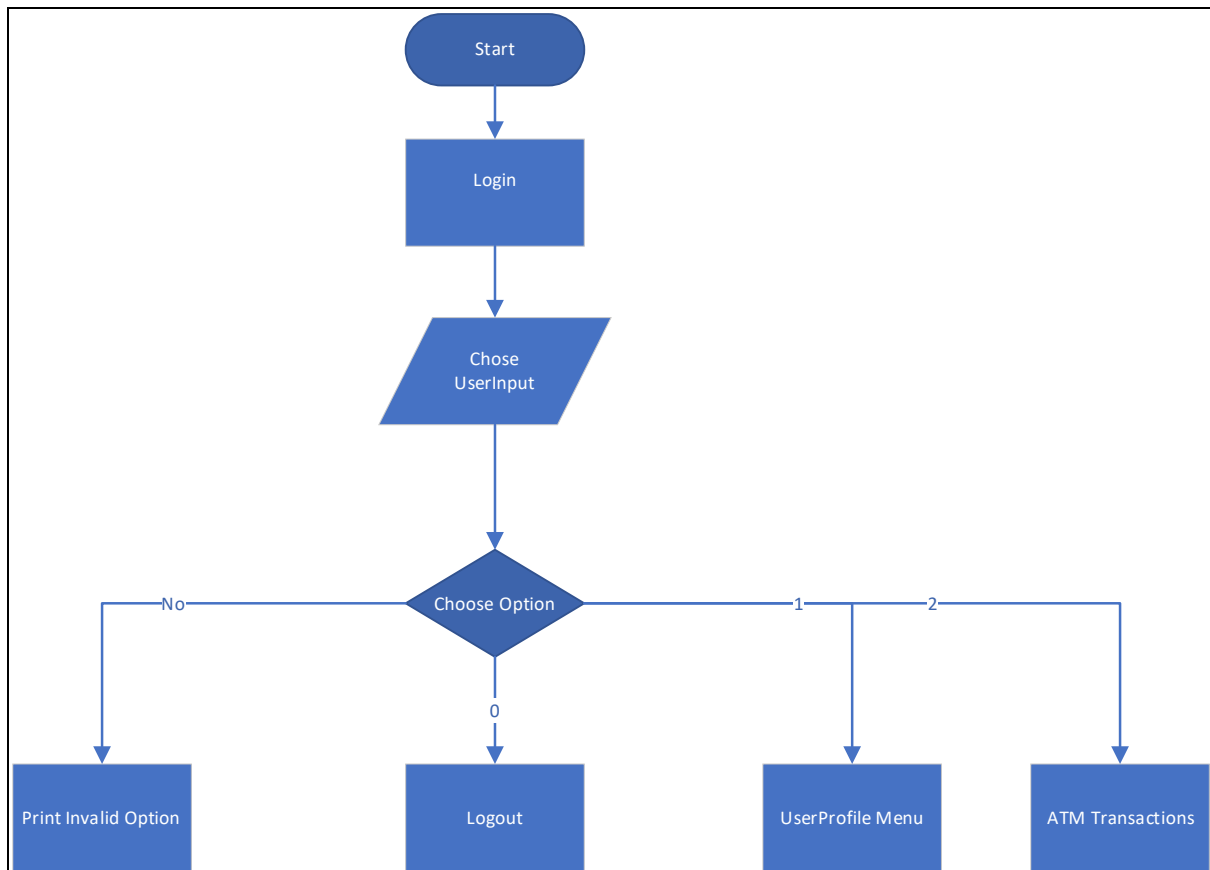 Start
Login
Chose
UserInput
Choose Option
No
1
2
0
Print Invalid Option
Logout
UserProfile Menu
ATM Transactions